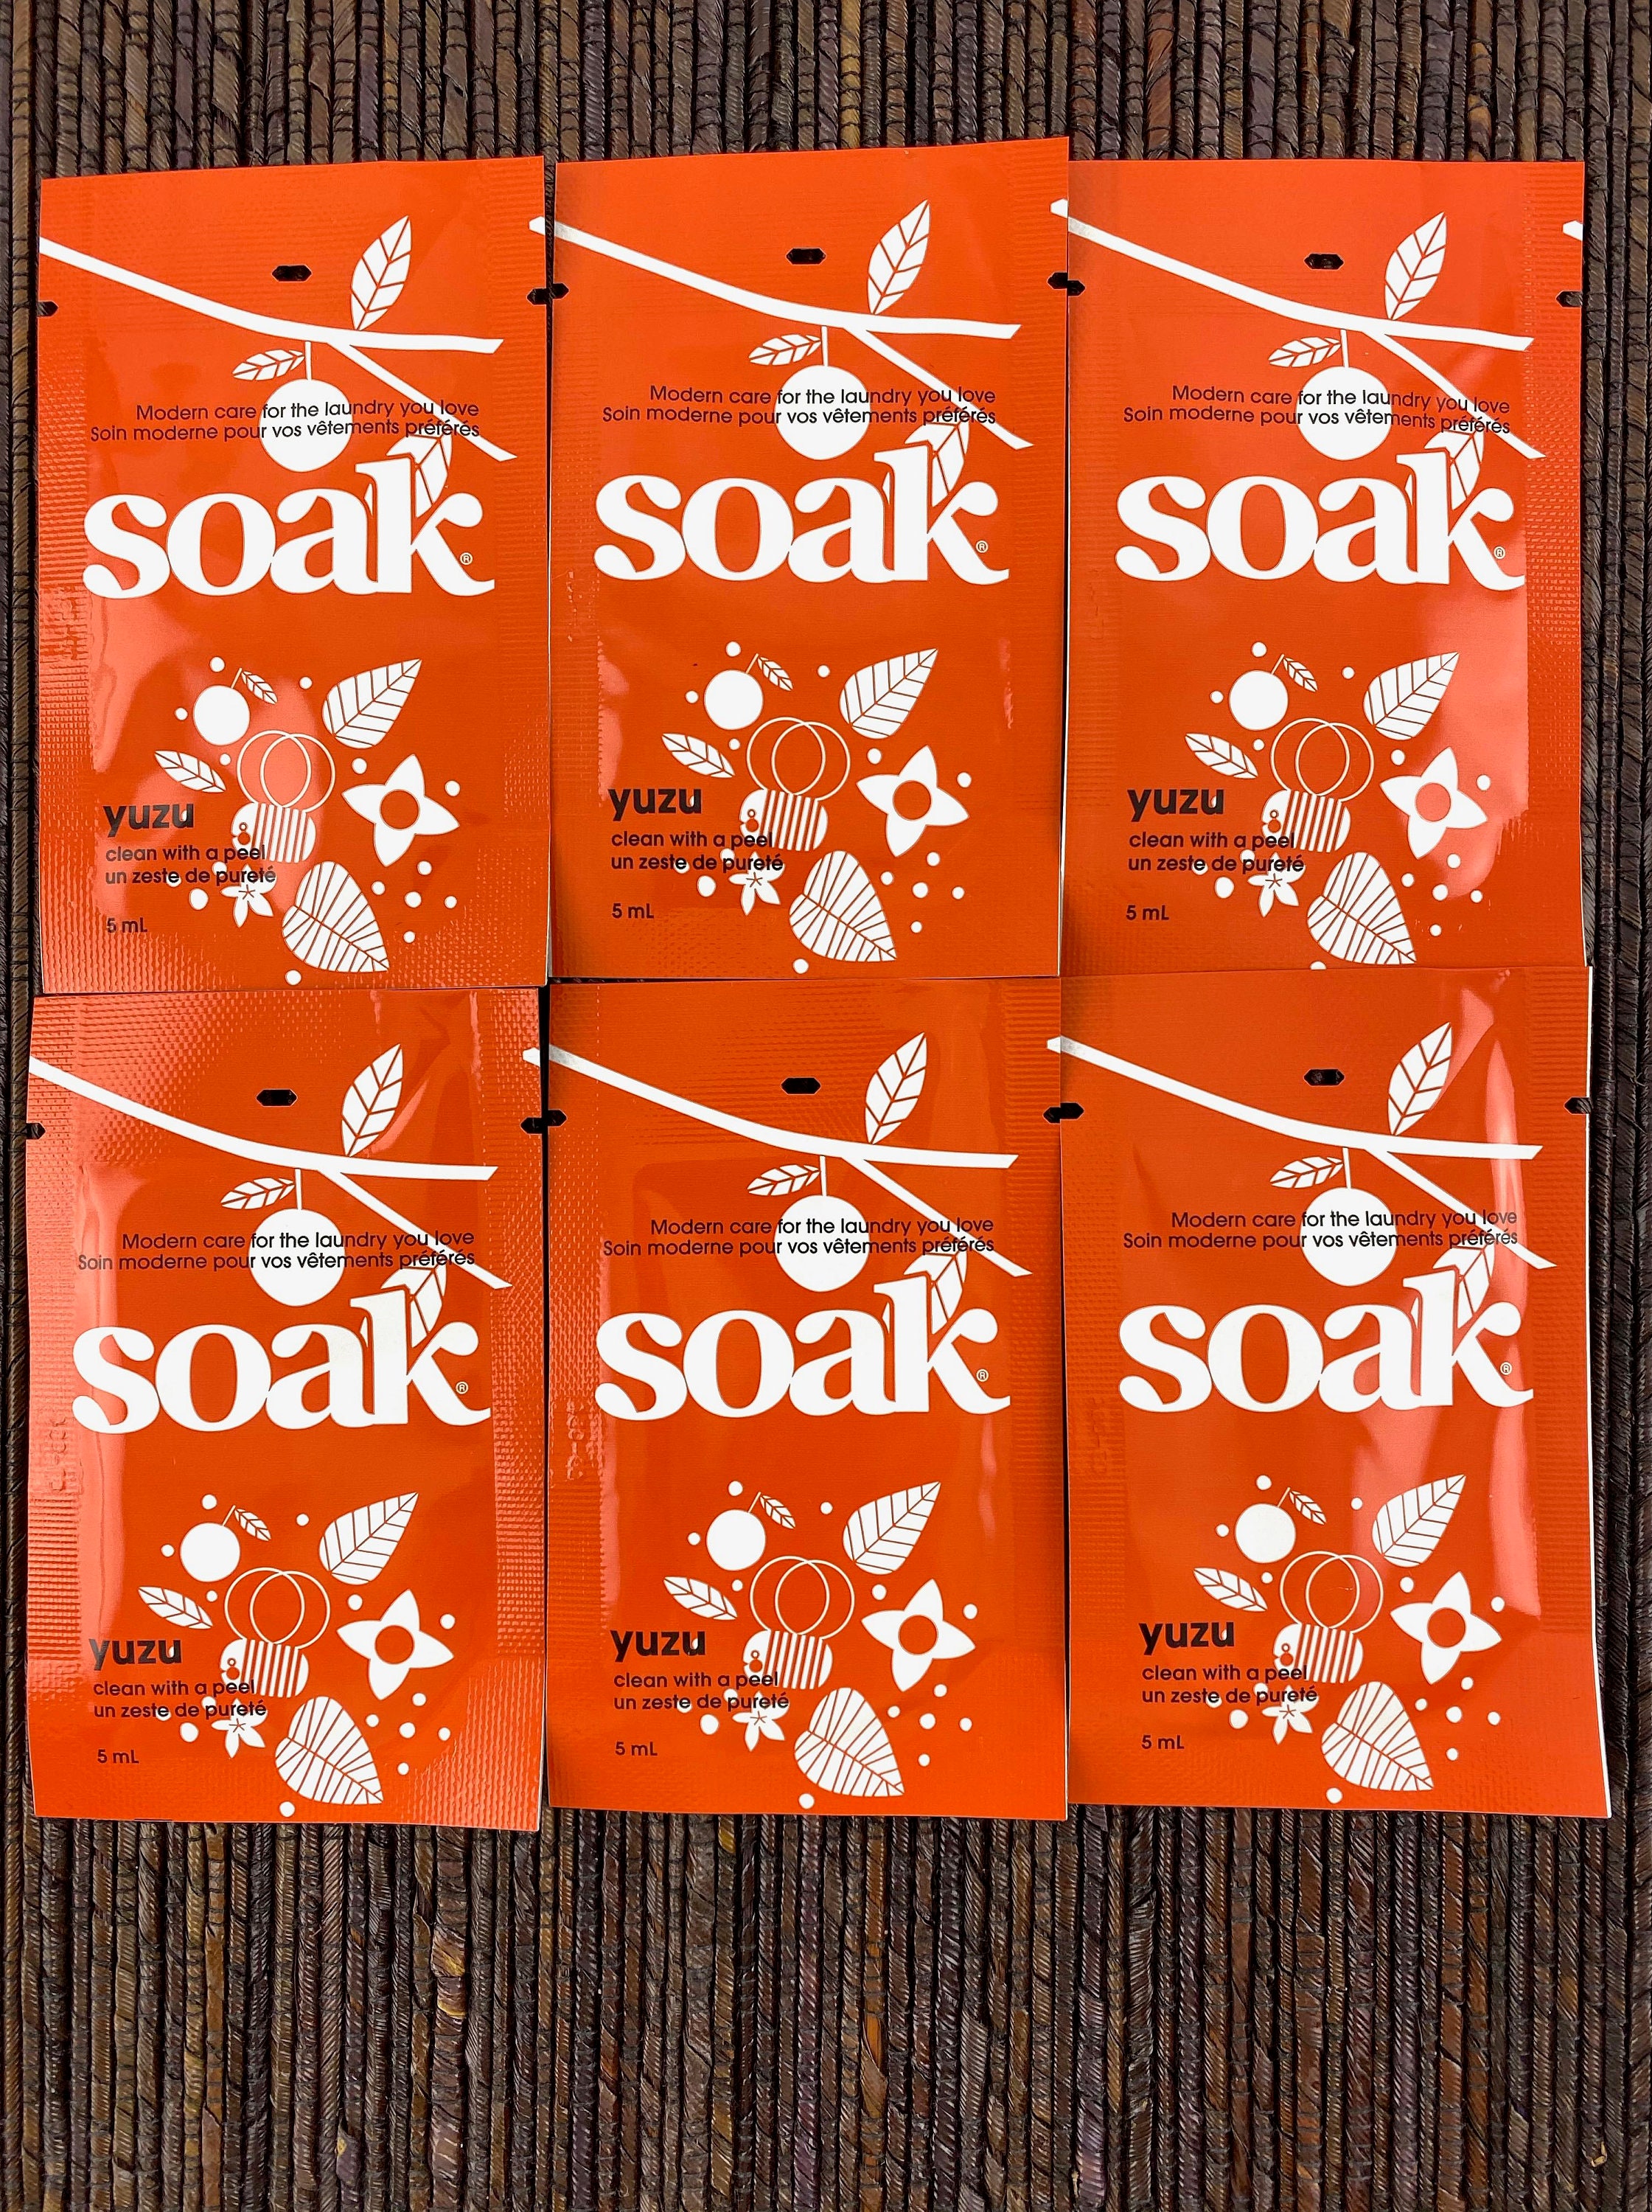 Modern care for the laundry you love
Soin moderne pour vos vêtements préférés
soak®
yuzu
clean with a peel
un zeste de pureté
5 mL
Modern care for the laundry you love
Soin moderne pour vos vêtements préférés
soak®
yuzu
clean with a peel
un zeste de pureté
5 mL
Modern care for the laundry you love
Soin moderne pour vos vêtements préférés
soak®
yuzu
clean with a peel
un zeste de pureté
5 mL
Modern care for the laundry you love
Soin moderne pour vos vêtements préférés
soak®
yuzu
clean with a peel
un zeste de pureté
5 mL
Modern care for the laundry you love
Soin moderne pour vos vêtements préférés
soak®
yuzu
clean with a peel
un zeste de pureté
5 mL
Modern care for the laundry you love
Soin moderne pour vos vêtements préférés
soak®
yuzu
clean with a peel
un zeste de pureté
5 mL